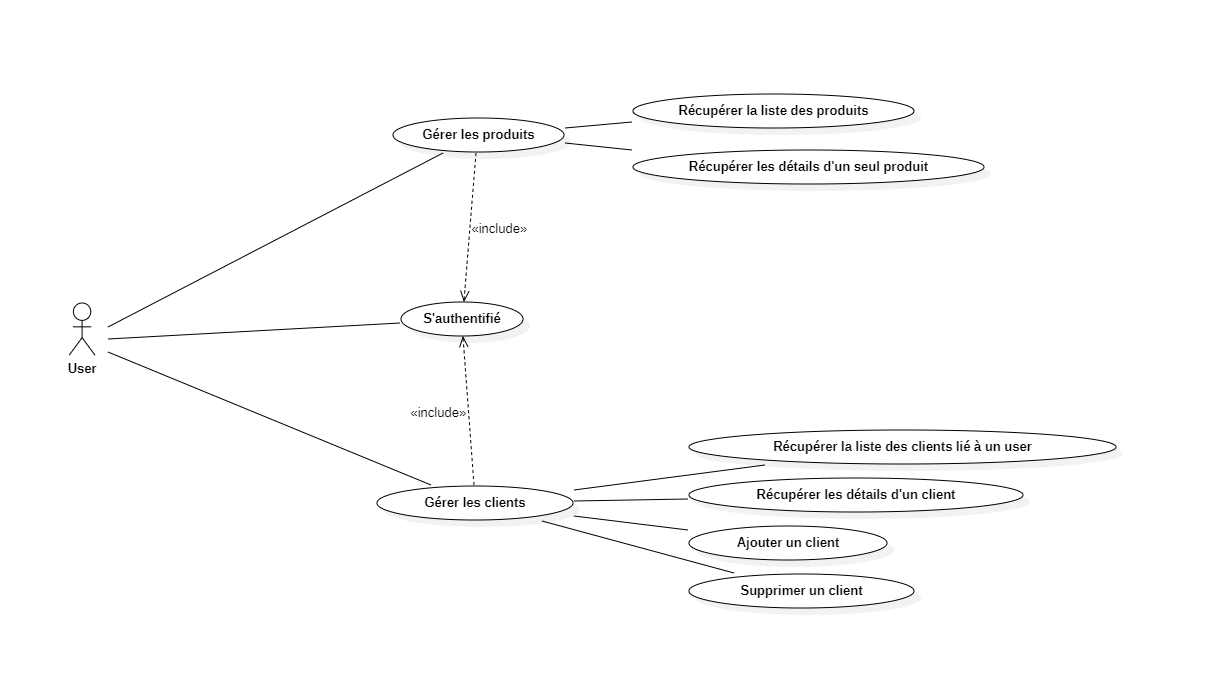 Récupérer la liste des produits
Gérer les produits
Récupérer les détails d'un seul produit
«include»
S'authentifié
User
«include»
Récupérer la liste des clients lié à un user
Récupérer les détails d'un client
Gérer les clients
Ajouter un client
Supprimer un client